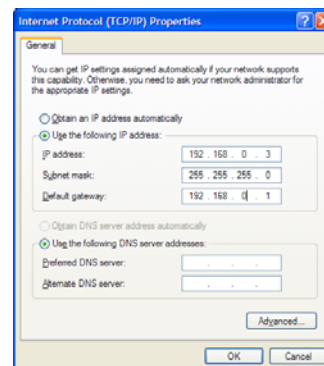 Internet Protocol (TCP/IP) Properties
General
You can get IP settings assigned automatically if your network supports
this capability. Otherwise, you need to ask your network administrator for
the appropriate IP settings.
Obtain an IP address automatically
Use the following IP address:
IP address: 192 . 168 . 0 . 3
Subnet mask: 255 . 255 . 255 . 0
Default gateway: 192 . 168 . 0 . 1
Obtain DNS server address automatically
Use the following DNS server addresses:
Preferred DNS server: . . .
Alternate DNS server: . . .
Advanced...
OK Cancel